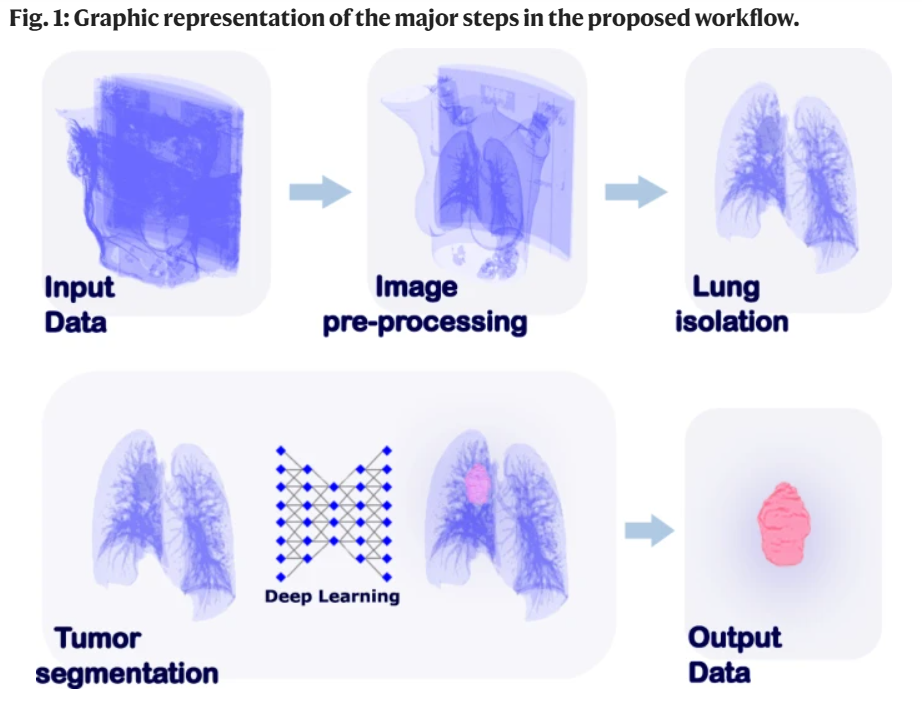 Fig. 1: Graphic representation of the major steps in the proposed workflow.
Input
Data
Image
pre-processing
Lung
isolation
Deep Learning
Tumor
segmentation
Output
Data